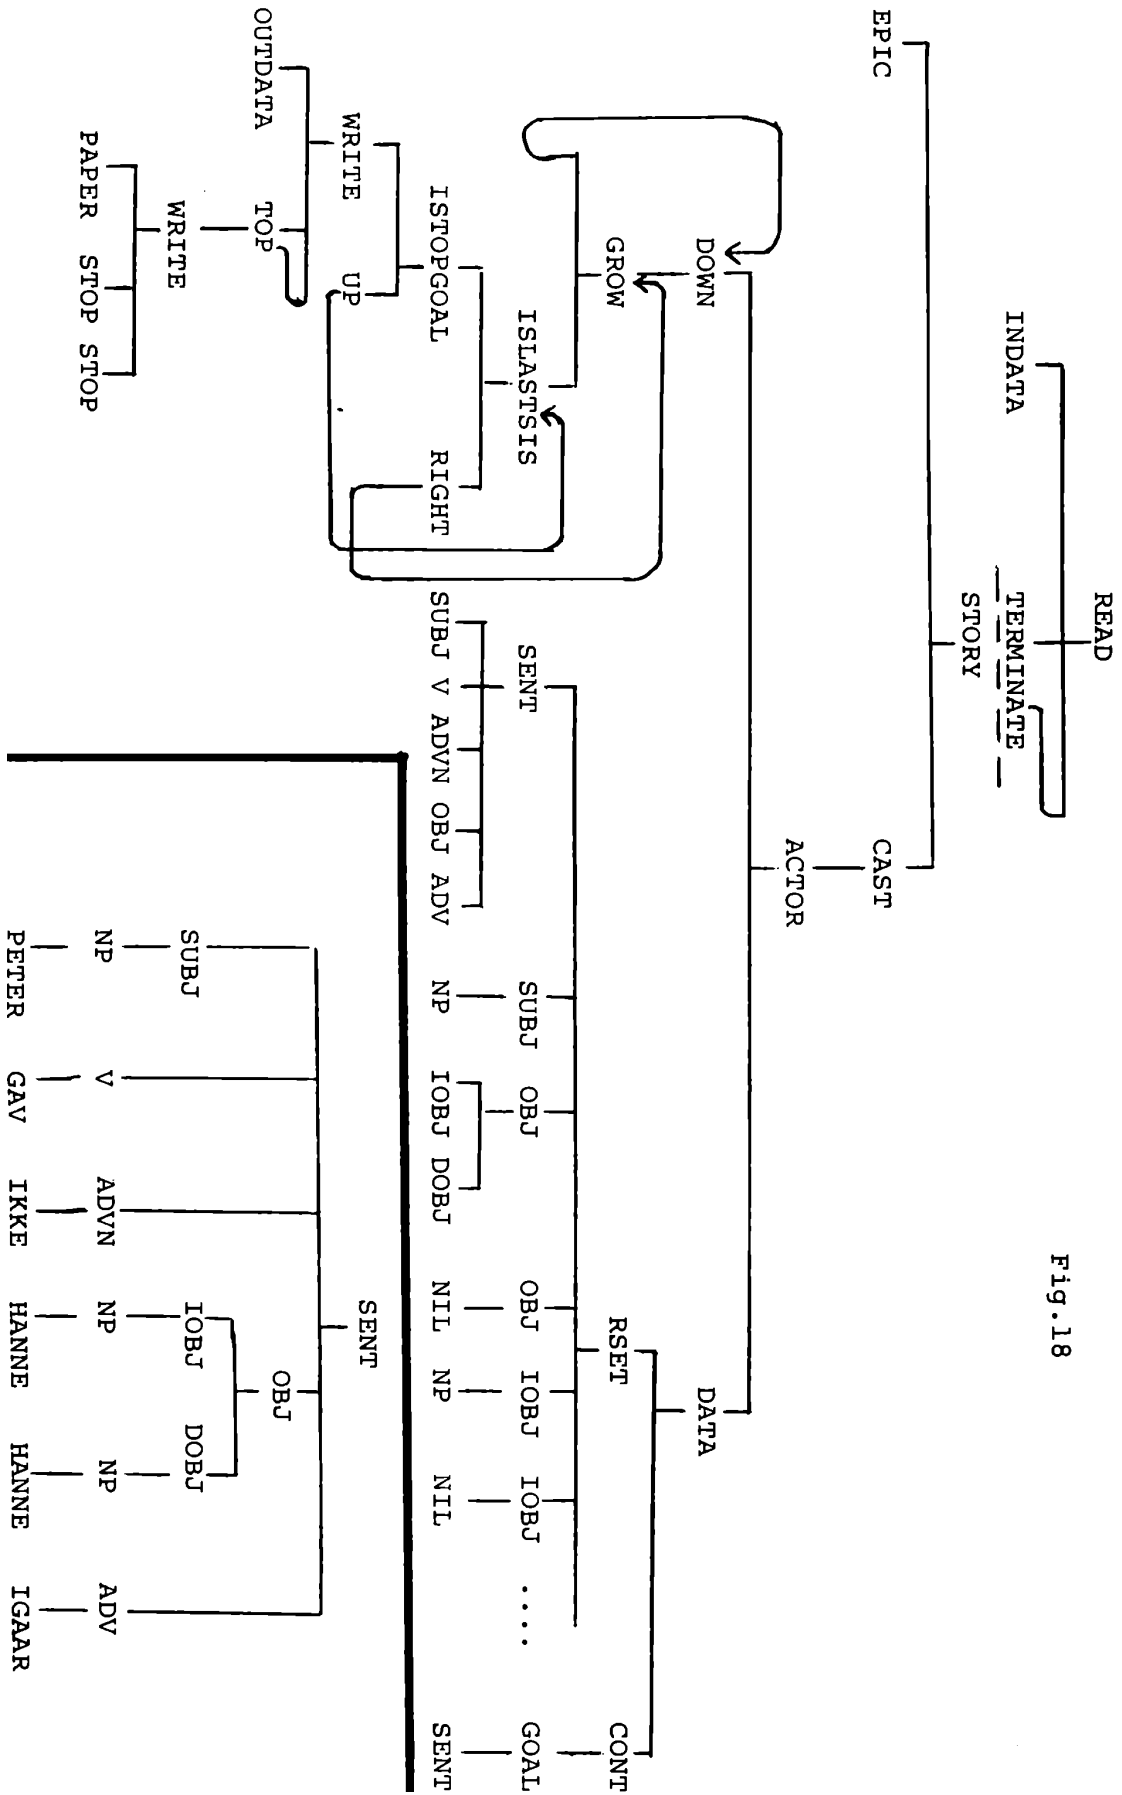 READ
Fig.18
INDATA TERMINATE
STORY
EPIC CAST
ACTOR
DOWN DATA
GROW RSET CONT
ISLASTSIS SENT SUBJ OBJ OBJ IOBJ IOBJ .... GOAL
ISTOPGOAL RIGHT SUBJ V ADVN OBJ ADV NP IOBJ DOBJ NIL NP NIL SENT
WRITE UP SENT
OUTDATA TOP OBJ
WRITE SUBJ IOBJ DOBJ
PAPER STOP STOP NP V ADVN NP NP ADV
PETER GAV IKKE HANNE HANNE IGAAR